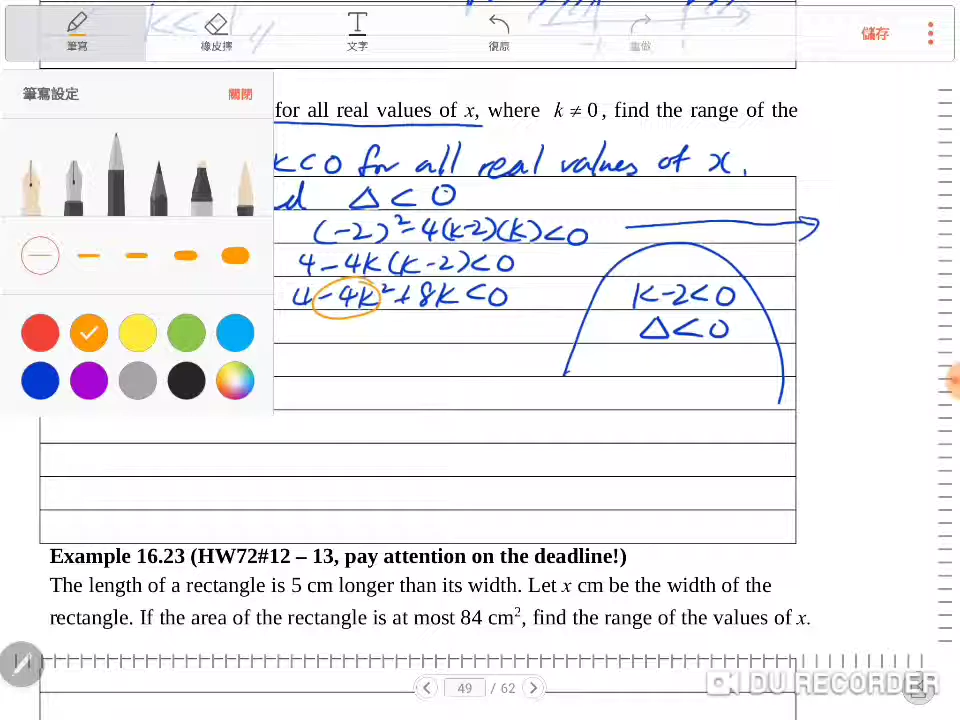 筆寫
橡皮擦
文字
復原
重做
儲存
筆寫設定
關閉
for all real values of x, where k ≠ 0, find the range of the
k<0 for all real values of x.
Δ < 0
(-2)²-4(k-2)(k)<0
4-4k(k-2)<0
4-4k²+8k<0
k-2<0
Δ<0
Example 16.23 (HW72#12 – 13, pay attention on the deadline!)
The length of a rectangle is 5 cm longer than its width. Let x cm be the width of the
rectangle. If the area of the rectangle is at most 84 cm², find the range of the values of x.
49 / 62
DU RECORDER